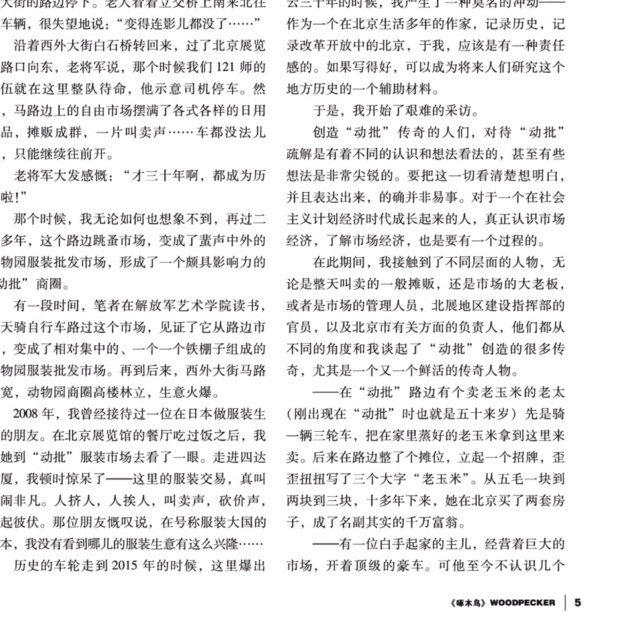 大街的路边停下。老人看着立交桥上南来北往
车辆，很失望地说：“变得连影儿都没了……”
沿着西外大街白石桥转回来，过了北京展览
路口向东，老将军说，那个时候我们 121 师的
伍就在这里整队待命，他示意司机停车。然
，马路边上的自由市场摆满了各式各样的日用
品，摊贩成群，一片叫卖声……车都没法儿
，只能继续往前开。
老将军大发感慨：“才三十年啊，都成为历
啦！”
那个时候，我无论如何也想象不到，再过二
多年，这个路边跳蚤市场，变成了蜚声中外的
物园服装批发市场，形成了一个颇具影响力的
动批”商圈。
有一段时间，笔者在解放军艺术学院读书，
天骑自行车路过这个市场，见证了它从路边市
，变成了相对集中的、一个一个铁棚子组成的
物园服装批发市场。再到后来，西外大街马路
宽，动物园商圈高楼林立，生意火爆。
2008 年，我曾经接待过一位在日本做服装生
的朋友。在北京展览馆的餐厅吃过饭之后，我
她到“动批”服装市场去看了一眼。走进四达
厦，我顿时惊呆了——这里的服装交易，真叫
闹非凡。人挤人，人挨人，叫卖声，砍价声，
起彼伏。那位朋友慨叹说，在号称服装大国的
本，我没有看到哪儿的服装生意有这么兴隆……
历史的车轮走到 2015 年的时候，这里爆出
去三十年的时候，我产生了一种莫名的冲动——
作为一个在北京生活多年的作家，记录历史，记
录改革开放中的北京，于我，应该是有一种责任
感的。如果写得好，可以成为将来人们研究这个
地方历史的一个辅助材料。
于是，我开始了艰难的采访。
创造“动批”传奇的人们，对待“动批”
疏解是有着不同的认识和想法看法的，甚至有些
想法是非常尖锐的。要把这一切看清楚想明白，
并且表达出来，的确并非易事。对于一个在社会
主义计划经济时代成长起来的人，真正认识市场
经济，了解市场经济，也是要有一个过程的。
在此期间，我接触到了不同层面的人物，无
论是整天叫卖的一般摊贩，还是市场的大老板，
或者是市场的管理人员，北展地区建设指挥部的
官员，以及北京市有关方面的负责人，他们都从
不同的角度和我谈起了“动批”创造的很多传
奇，尤其是一个又一个鲜活的传奇人物。
——在“动批”路边有个卖老玉米的老太
(刚出现在“动批”时也就是五十来岁）先是骑
一辆三轮车，把在家里蒸好的老玉米拿到这里来
卖。后来在路边整了个摊位，立起一个招牌，歪
歪扭扭写了三个大字“老玉米”。从五毛一块到
两块到三块，十多年下来，她在北京买了两套房
子，成了名副其实的千万富翁。
——有一位白手起家的主儿，经营着巨大的
市场，开着顶级的豪车。可他至今不认识几个
《啄木鸟》WOODPECKER 5